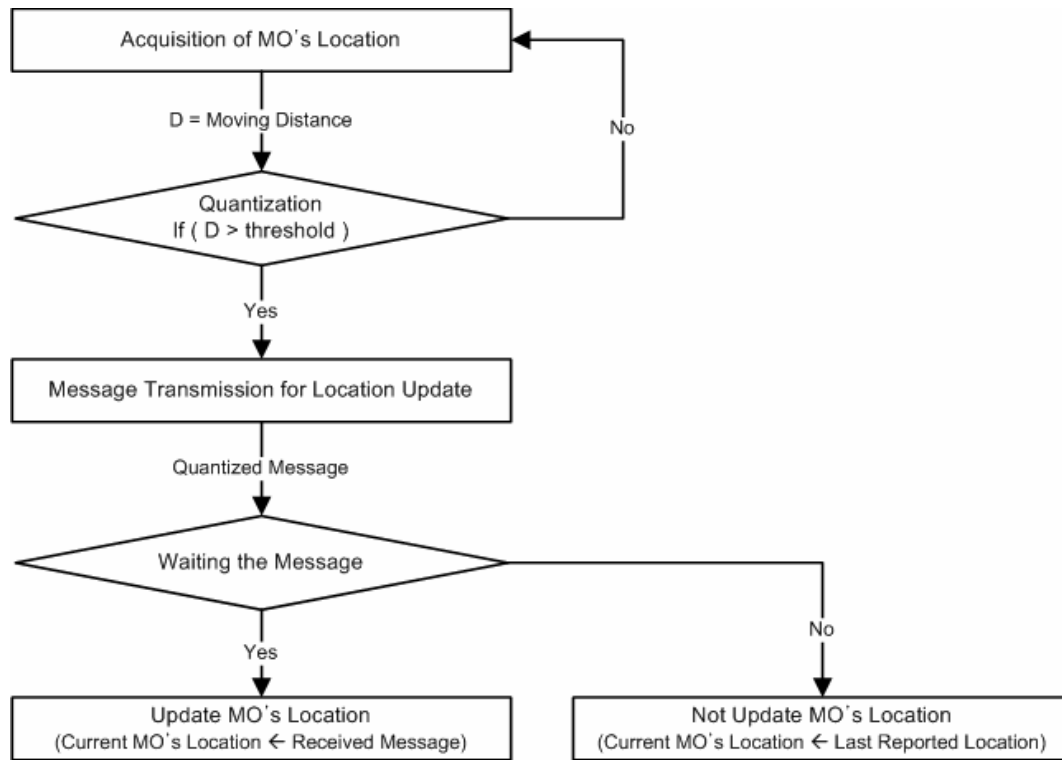 Acquisition of MO's Location
D = Moving Distance
No
Quantization
If ( D > threshold )
Yes
Message Transmission for Location Update
Quantized Message
Waiting the Message
Yes
No
Update MO's Location
(Current MO's Location ← Received Message)
Not Update MO's Location
(Current MO's Location ← Last Reported Location)